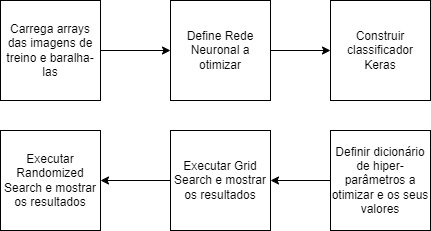 Carrega arrays
das imagens de
treino e baralha-
las
Define Rede
Neuronal a
otimizar
Construir
classificador
Keras
Executar
Randomized
Search e mostrar
os resultados
Executar Grid
Search e mostrar
os resultados
Definir dicionário
de hiper-
parâmetros a
otimizar e os seus
valores